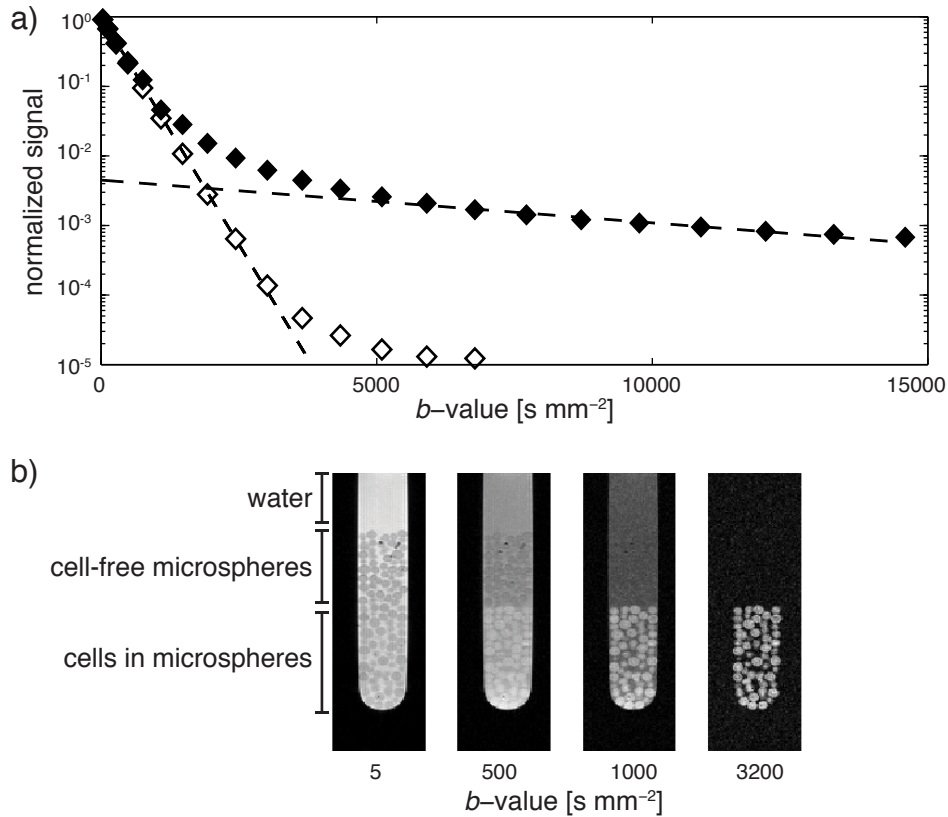 a)
10⁰
10⁻¹
10⁻²
10⁻³
10⁻⁴
10⁻⁵
normalized signal
0 5000 10000 15000
b–value [s mm⁻²]
b)
water
cell-free microspheres
cells in microspheres
5 500 1000 3200
b–value [s mm⁻²]